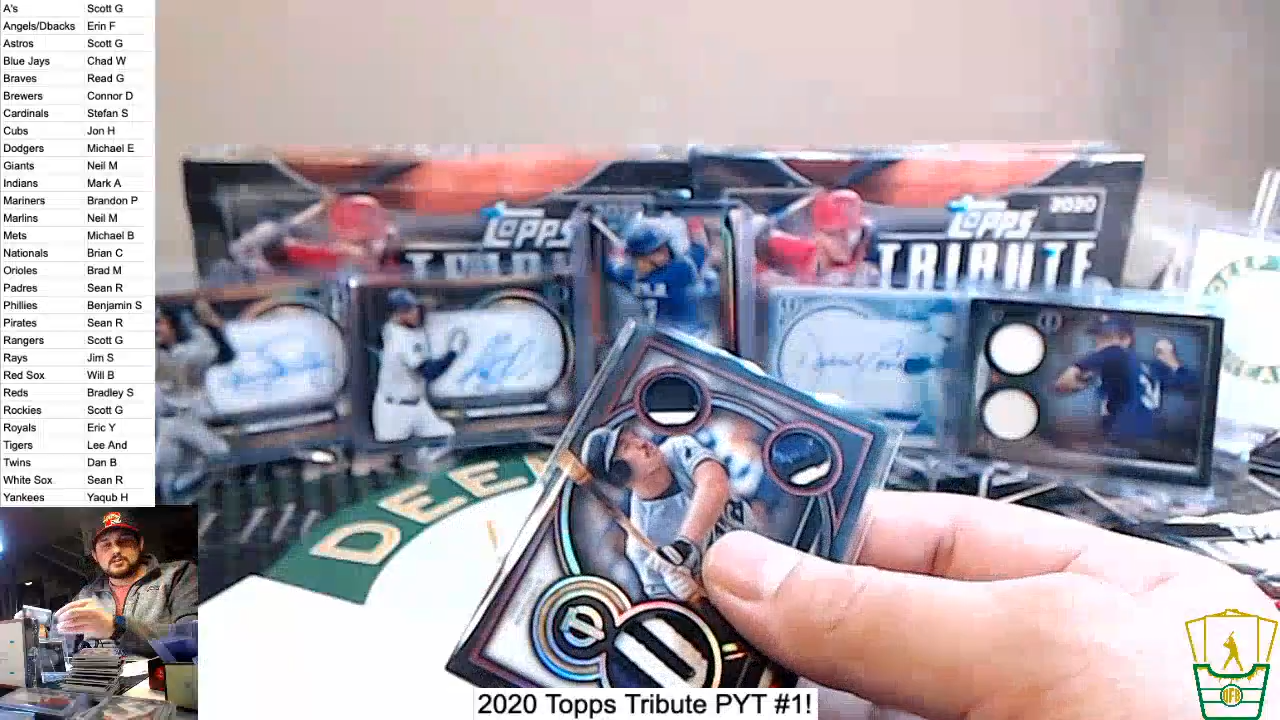 A's Scott G
Angels/Dbacks Erin F
Astros Scott G
Blue Jays Chad W
Braves Read G
Brewers Connor D
Cardinals Stefan S
Cubs Jon H
Dodgers Michael E
Giants Neil M
Indians Mark A
Mariners Brandon P
Marlins Neil M
Mets Michael B
Nationals Brian C
Orioles Brad M
Padres Sean R
Phillies Benjamin S
Pirates Sean R
Rangers Scott G
Rays Jim S
Red Sox Will B
Reds Bradley S
Rockies Scott G
Royals Eric Y
Tigers Lee And
Twins Dan B
White Sox Sean R
Yankees Yaqub H
TOPPS
TOPPS 2020
TRIBUTE
DEE
2020 Topps Tribute PYT #1!